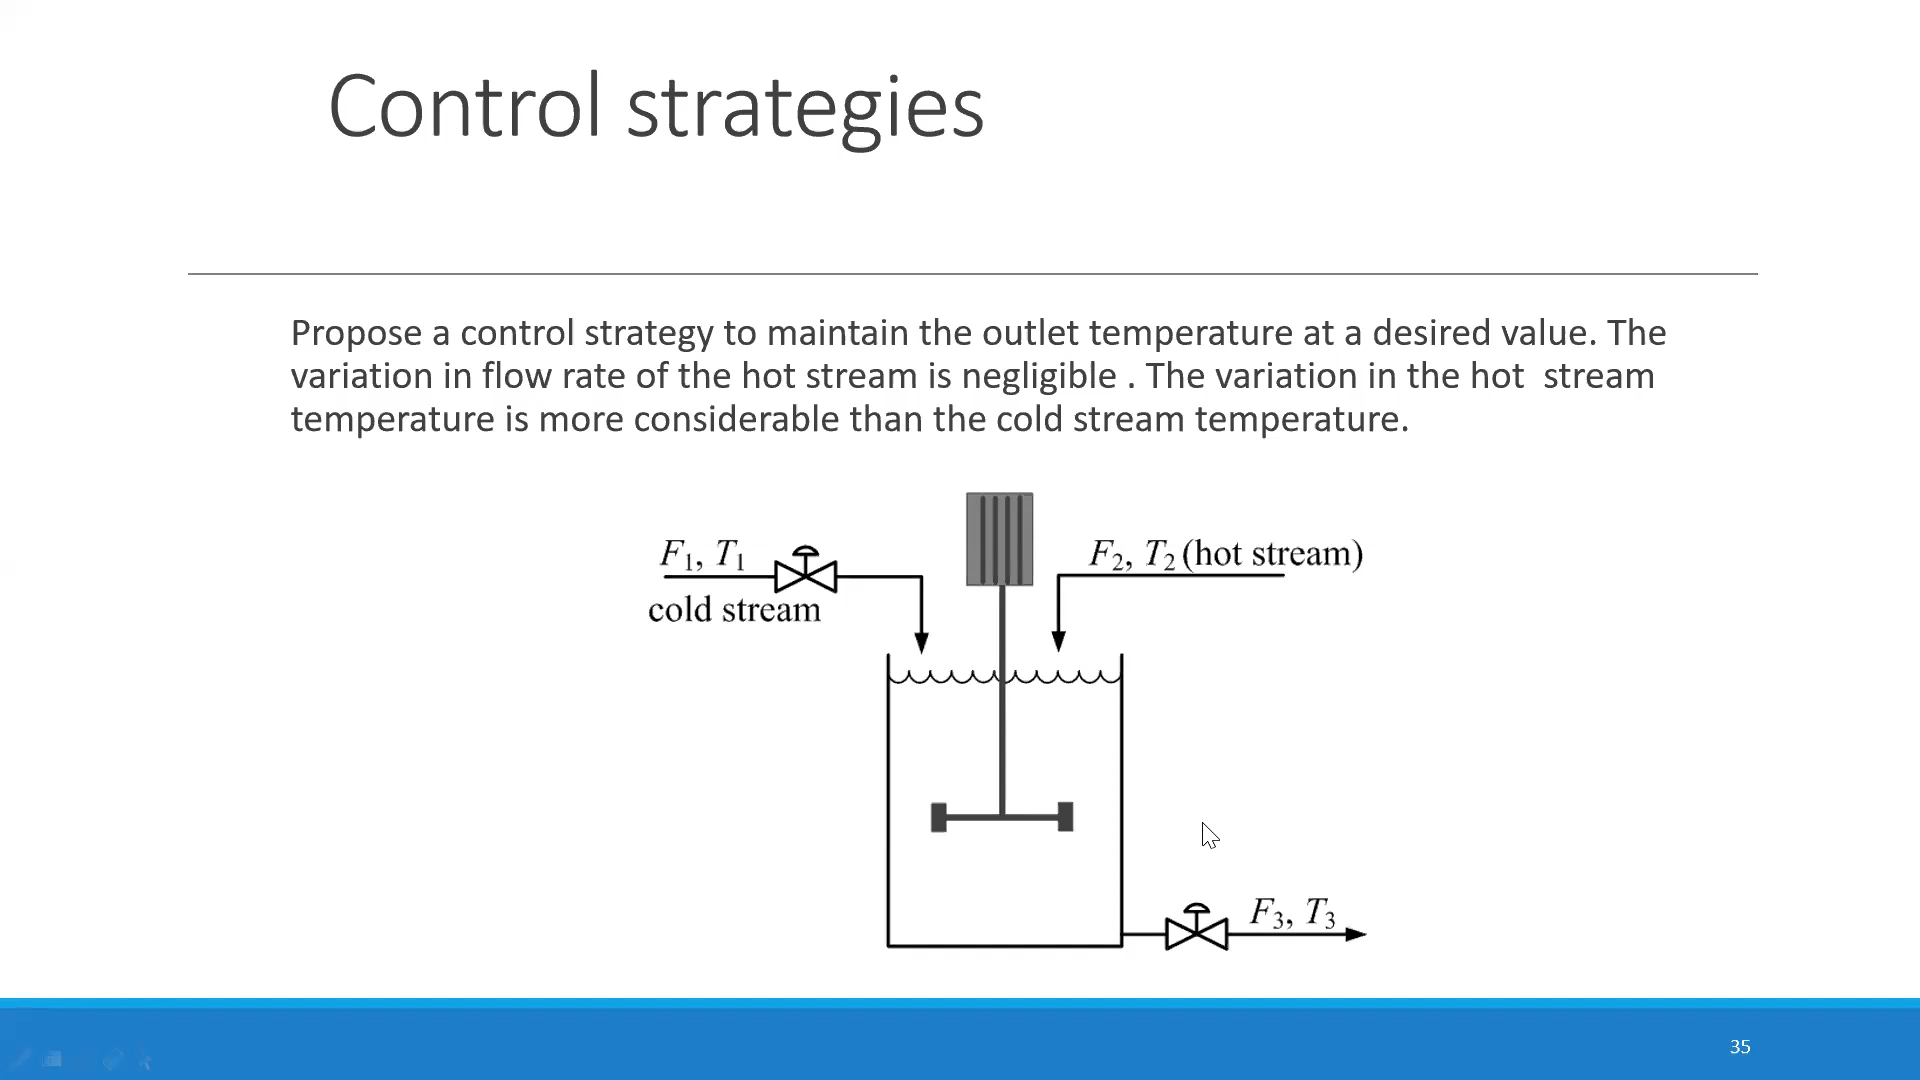 Control strategies
Propose a control strategy to maintain the outlet temperature at a desired value. The
variation in flow rate of the hot stream is negligible . The variation in the hot  stream
temperature is more considerable than the cold stream temperature.
F1, T1
cold stream
F2, T2 (hot stream)
F3, T3
35